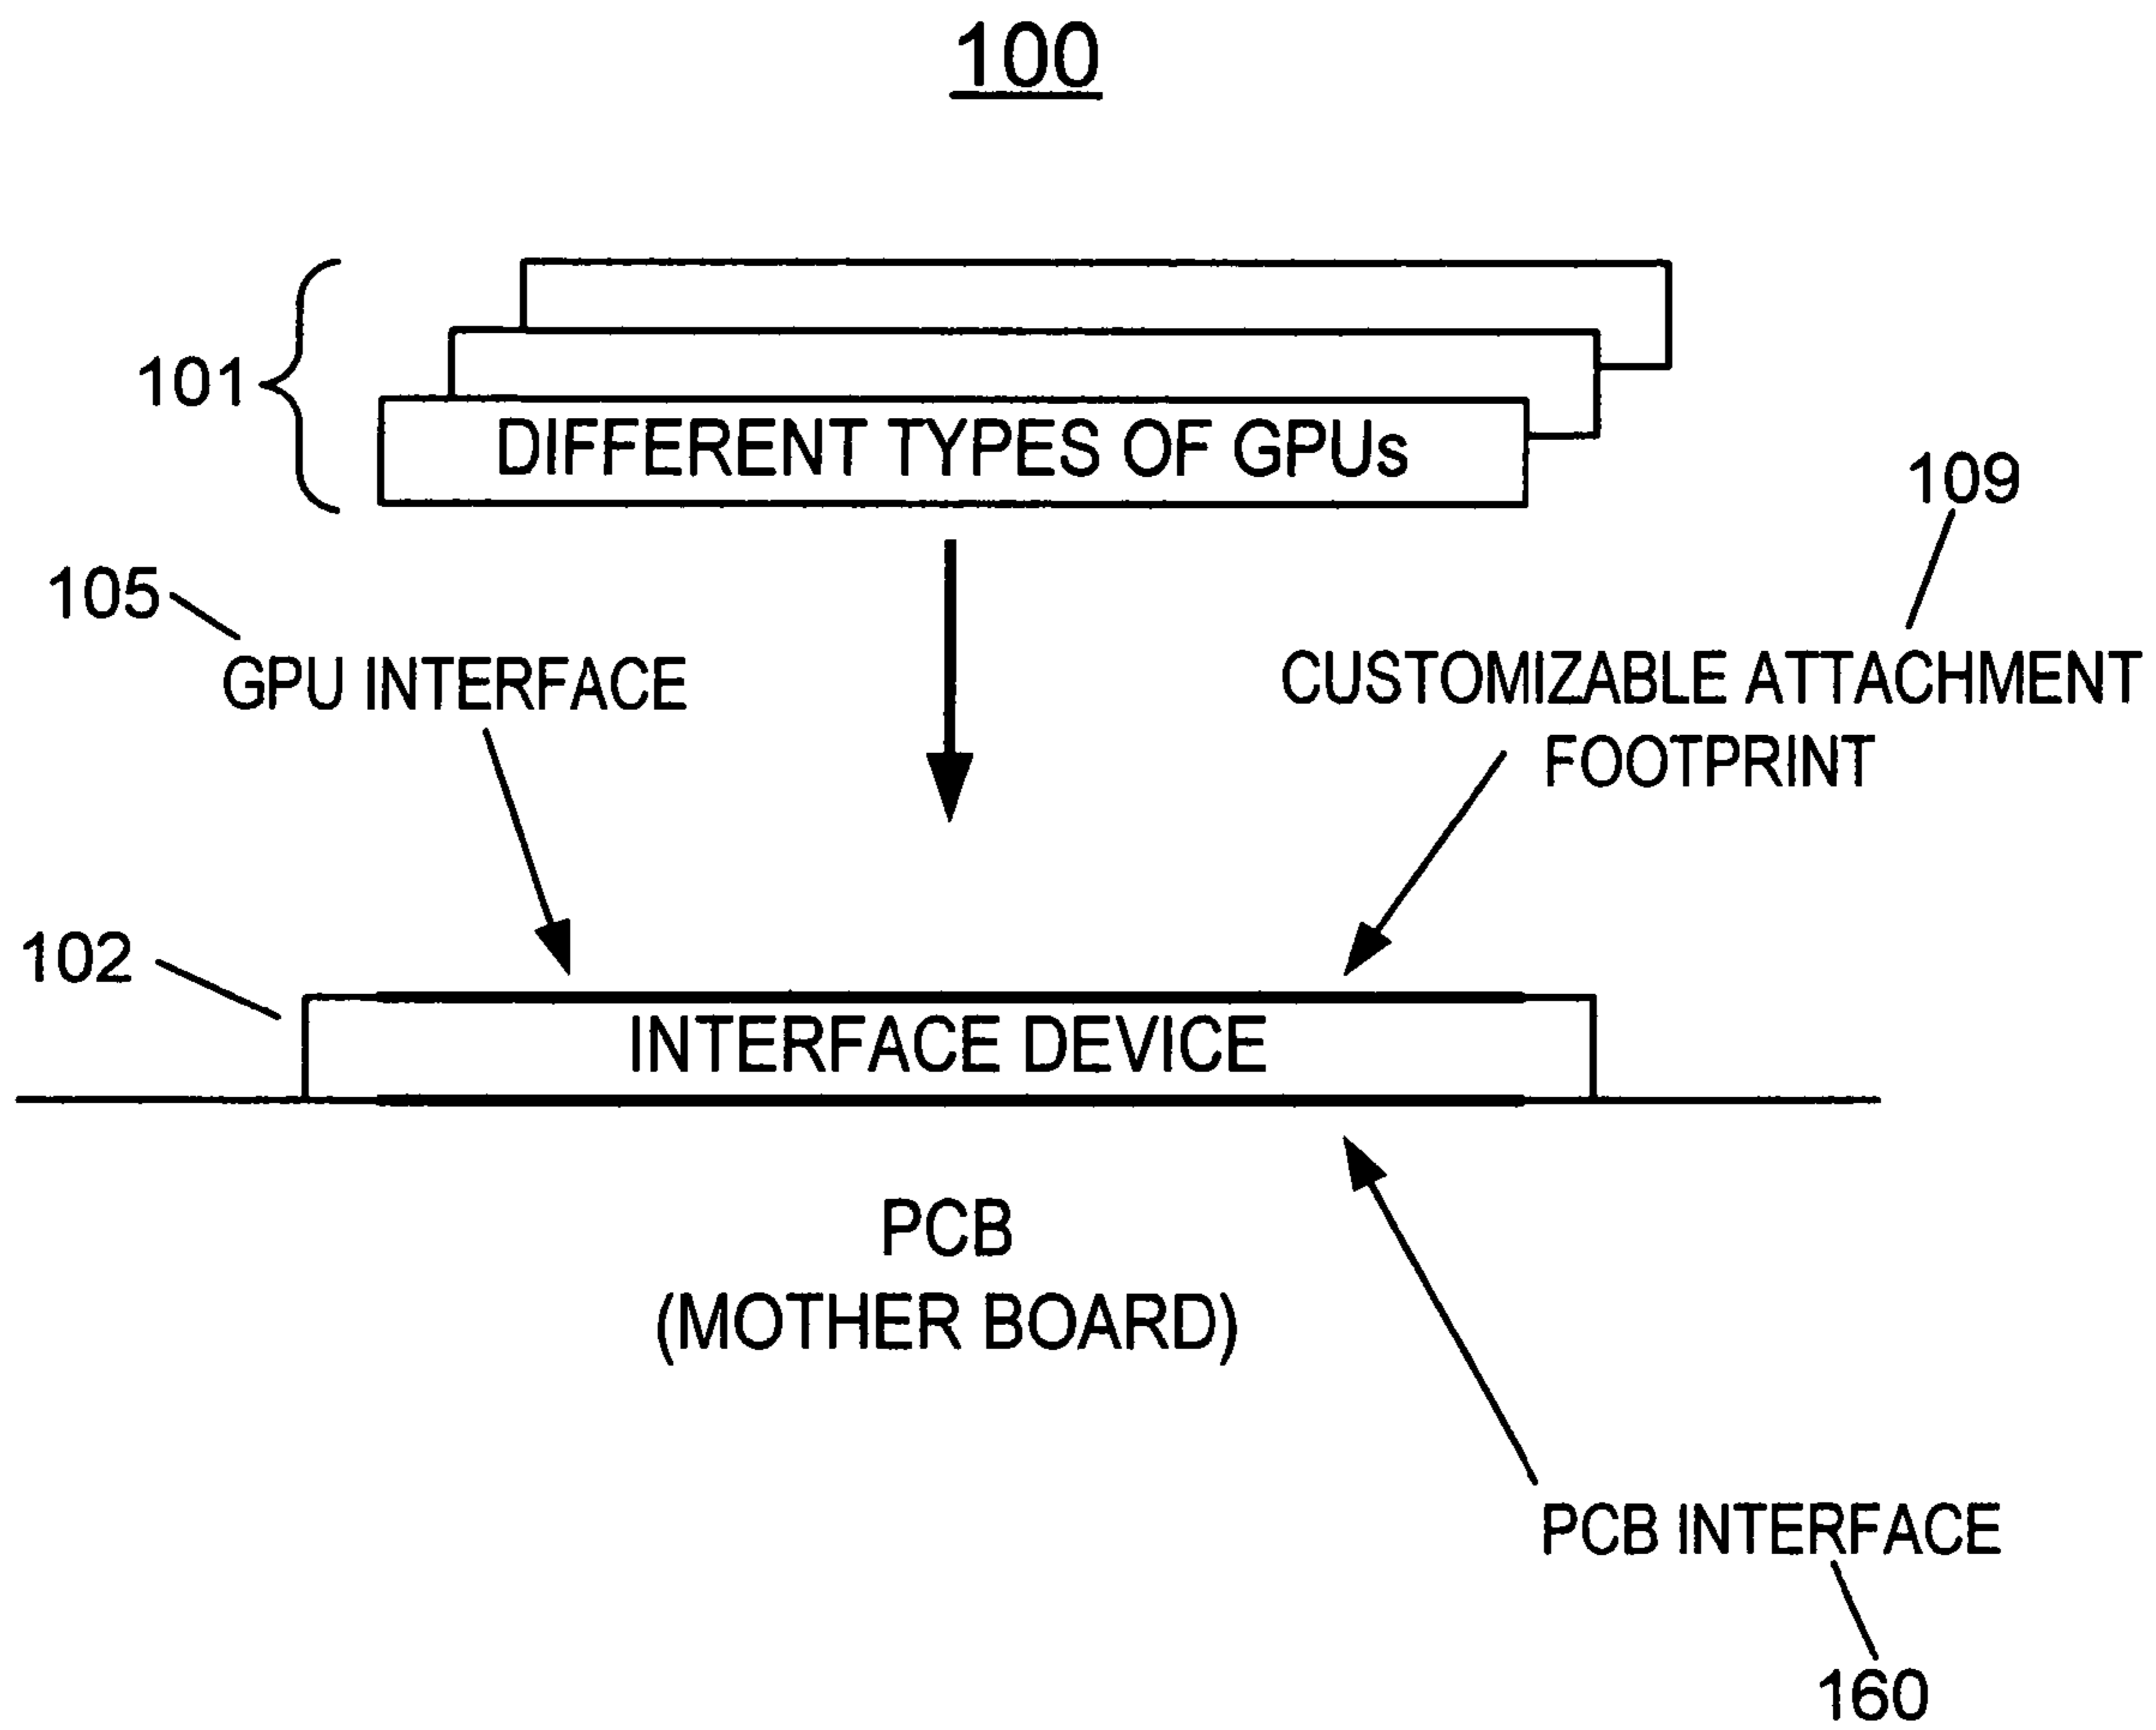 100
101
DIFFERENT TYPES OF GPUs
109
105
GPU INTERFACE
CUSTOMIZABLE ATTACHMENT
FOOTPRINT
102
INTERFACE DEVICE
PCB
(MOTHER BOARD)
PCB INTERFACE
160